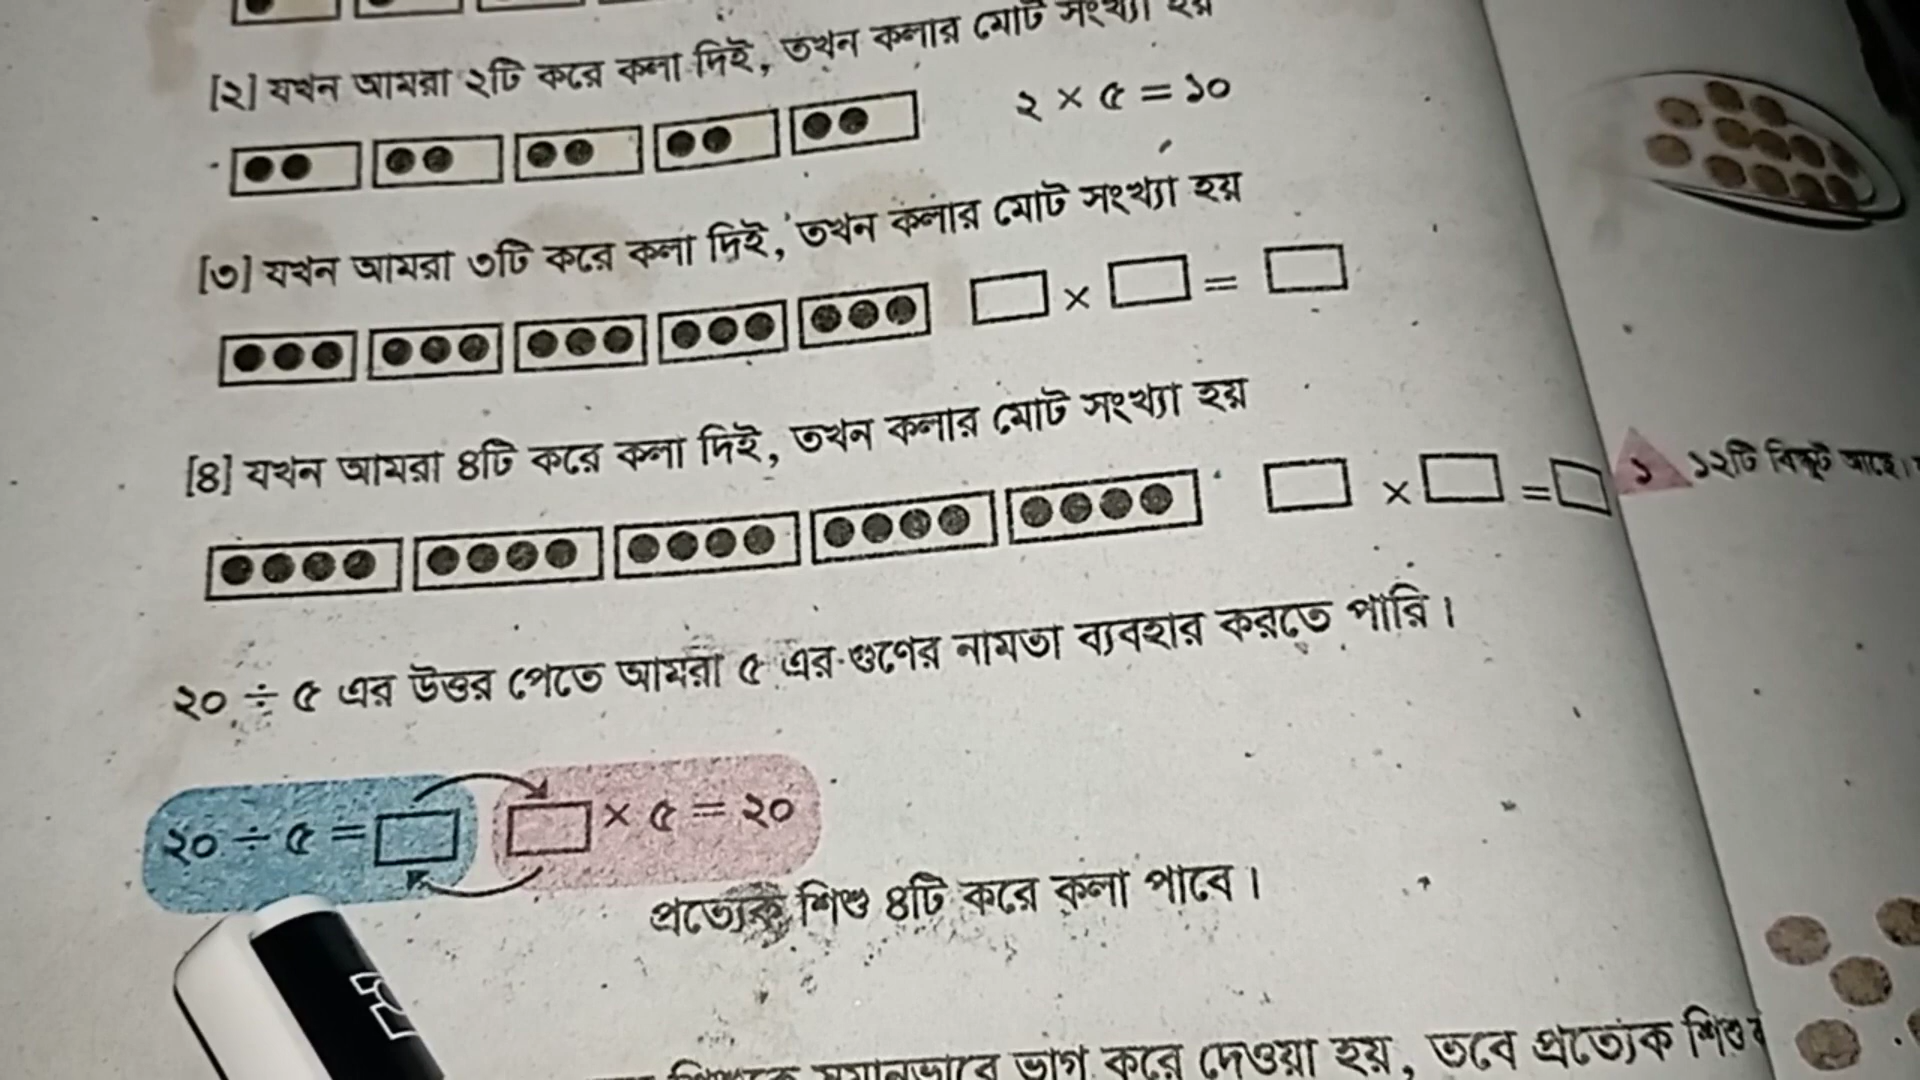 [২] যখন আমরা ২টি করে কলা দিই, তখন কলার মোট সংখ্যা হয়
২ × ৫ = ১০
[৩] যখন আমরা ৩টি করে কলা দিই, তখন কলার মোট সংখ্যা হয়
× =
[৪] যখন আমরা ৪টি করে কলা দিই, তখন কলার মোট সংখ্যা হয়
× =
২০ ÷ ৫ এর উত্তর পেতে আমরা ৫ এর গুণের নামতা ব্যবহার করতে পারি।
২০ ÷ ৫ = × ৫ = ২০
প্রত্যেক শিশু ৪টি করে কলা পাবে।
সমানভাবে ভাগ করে দেওয়া হয়, তবে প্রত্যেক শিশু
১ ১২টি বিস্কুট আছে।